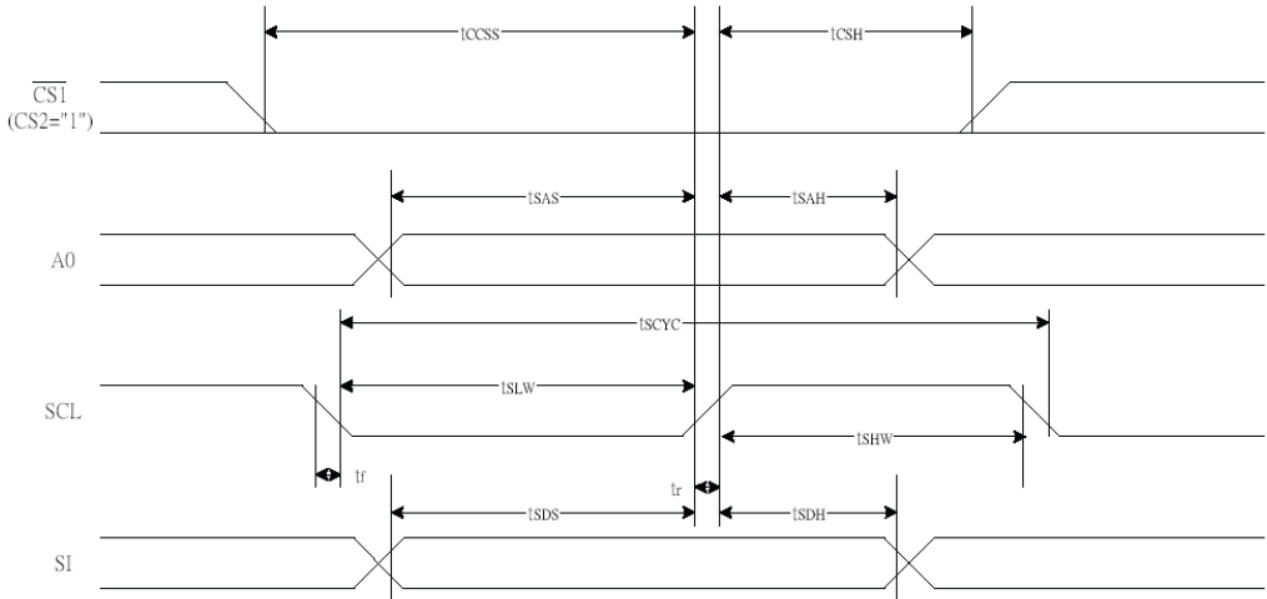 tCCSS tCSH
CS1
(CS2="1")
tSAS tSAH
A0
tSCYC
tSLW
SCL
tSHW
tf
tr
tSDS tSDH
SI